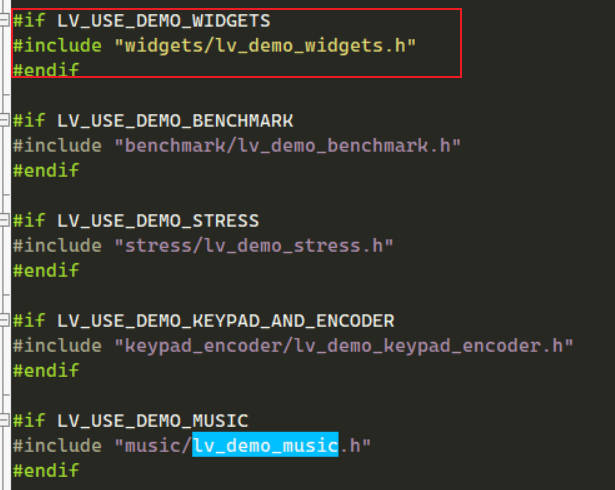 #if LV_USE_DEMO_WIDGETS
#include "widgets/lv_demo_widgets.h"
#endif
#if LV_USE_DEMO_BENCHMARK
#include "benchmark/lv_demo_benchmark.h"
#endif
#if LV_USE_DEMO_STRESS
#include "stress/lv_demo_stress.h"
#endif
#if LV_USE_DEMO_KEYPAD_AND_ENCODER
#include "keypad_encoder/lv_demo_keypad_encoder.h"
#endif
#if LV_USE_DEMO_MUSIC
#include "music/lv_demo_music.h"
#endif